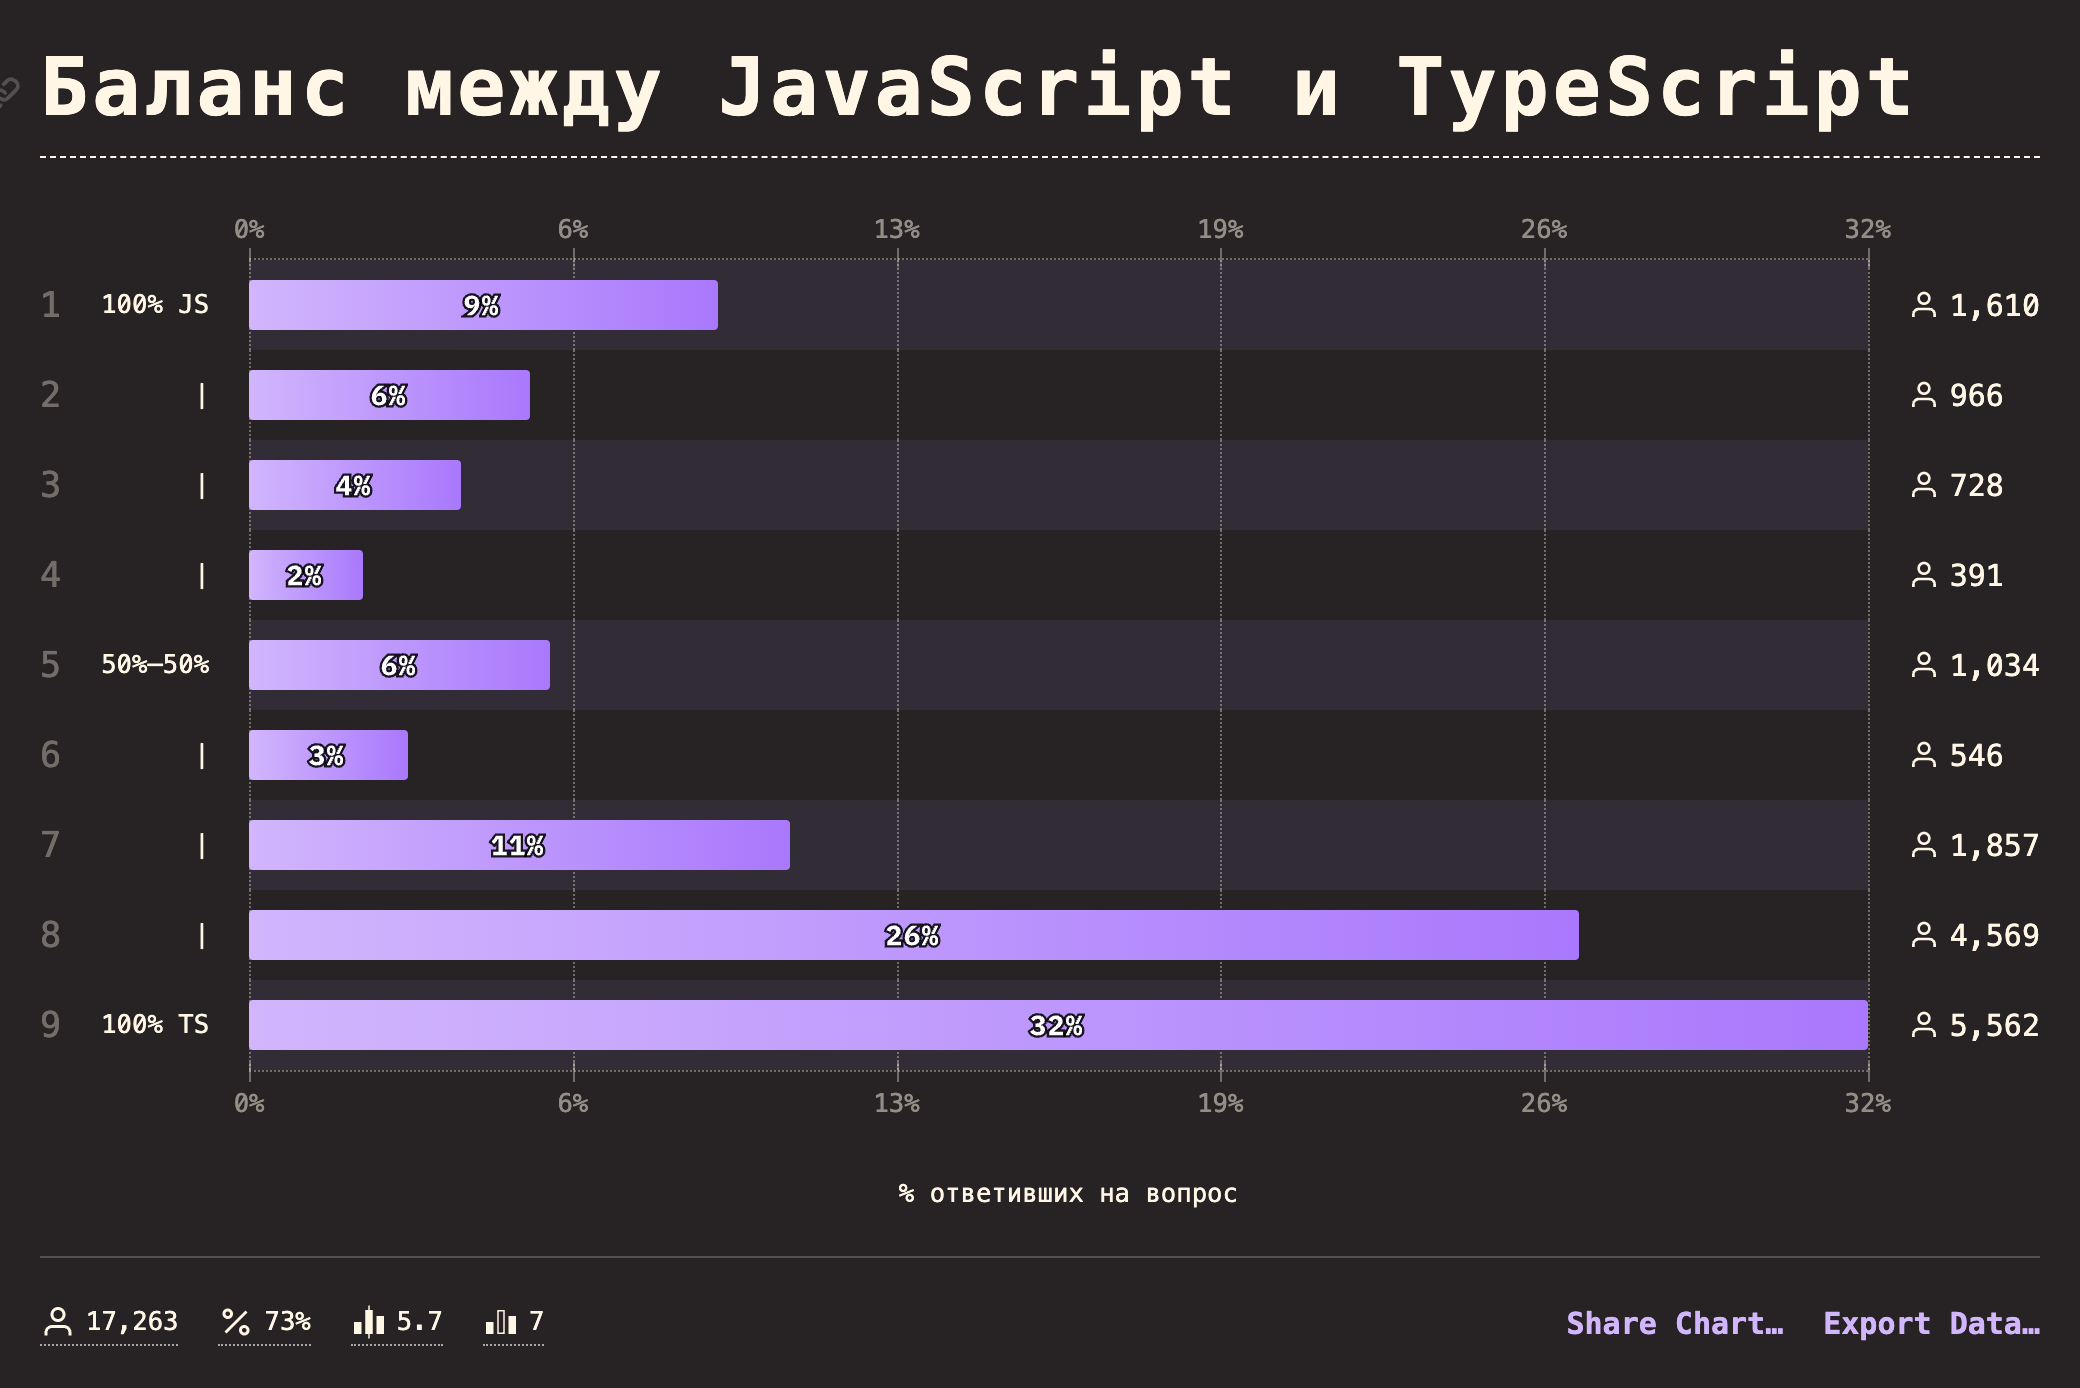 Баланс между JavaScript и TypeScript
0% 6% 13% 19% 26% 32%
1 100% JS 9% 1,610
2 | 6% 966
3 | 4% 728
4 | 2% 391
5 50%—50% 6% 1,034
6 | 3% 546
7 | 11% 1,857
8 | 26% 4,569
9 100% TS 32% 5,562
0% 6% 13% 19% 26% 32%
% ответивших на вопрос
17,263 73% 5.7 7 Share Chart… Export Data…